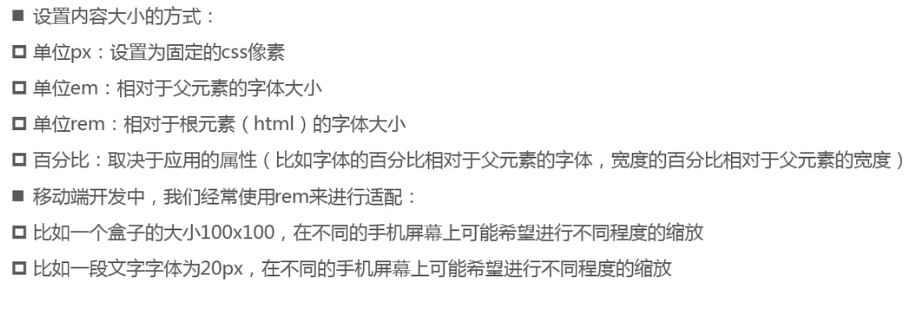 ■ 设置内容大小的方式：
□ 单位px：设置为固定的css像素
□ 单位em：相对于父元素的字体大小
□ 单位rem：相对于根元素（html）的字体大小
□ 百分比：取决于应用的属性（比如字体的百分比相对于父元素的字体，宽度的百分比相对于父元素的宽度）
■ 移动端开发中，我们经常使用rem来进行适配：
□ 比如一个盒子的大小100x100，在不同的手机屏幕上可能希望进行不同程度的缩放
□ 比如一段文字字体为20px，在不同的手机屏幕上可能希望进行不同程度的缩放